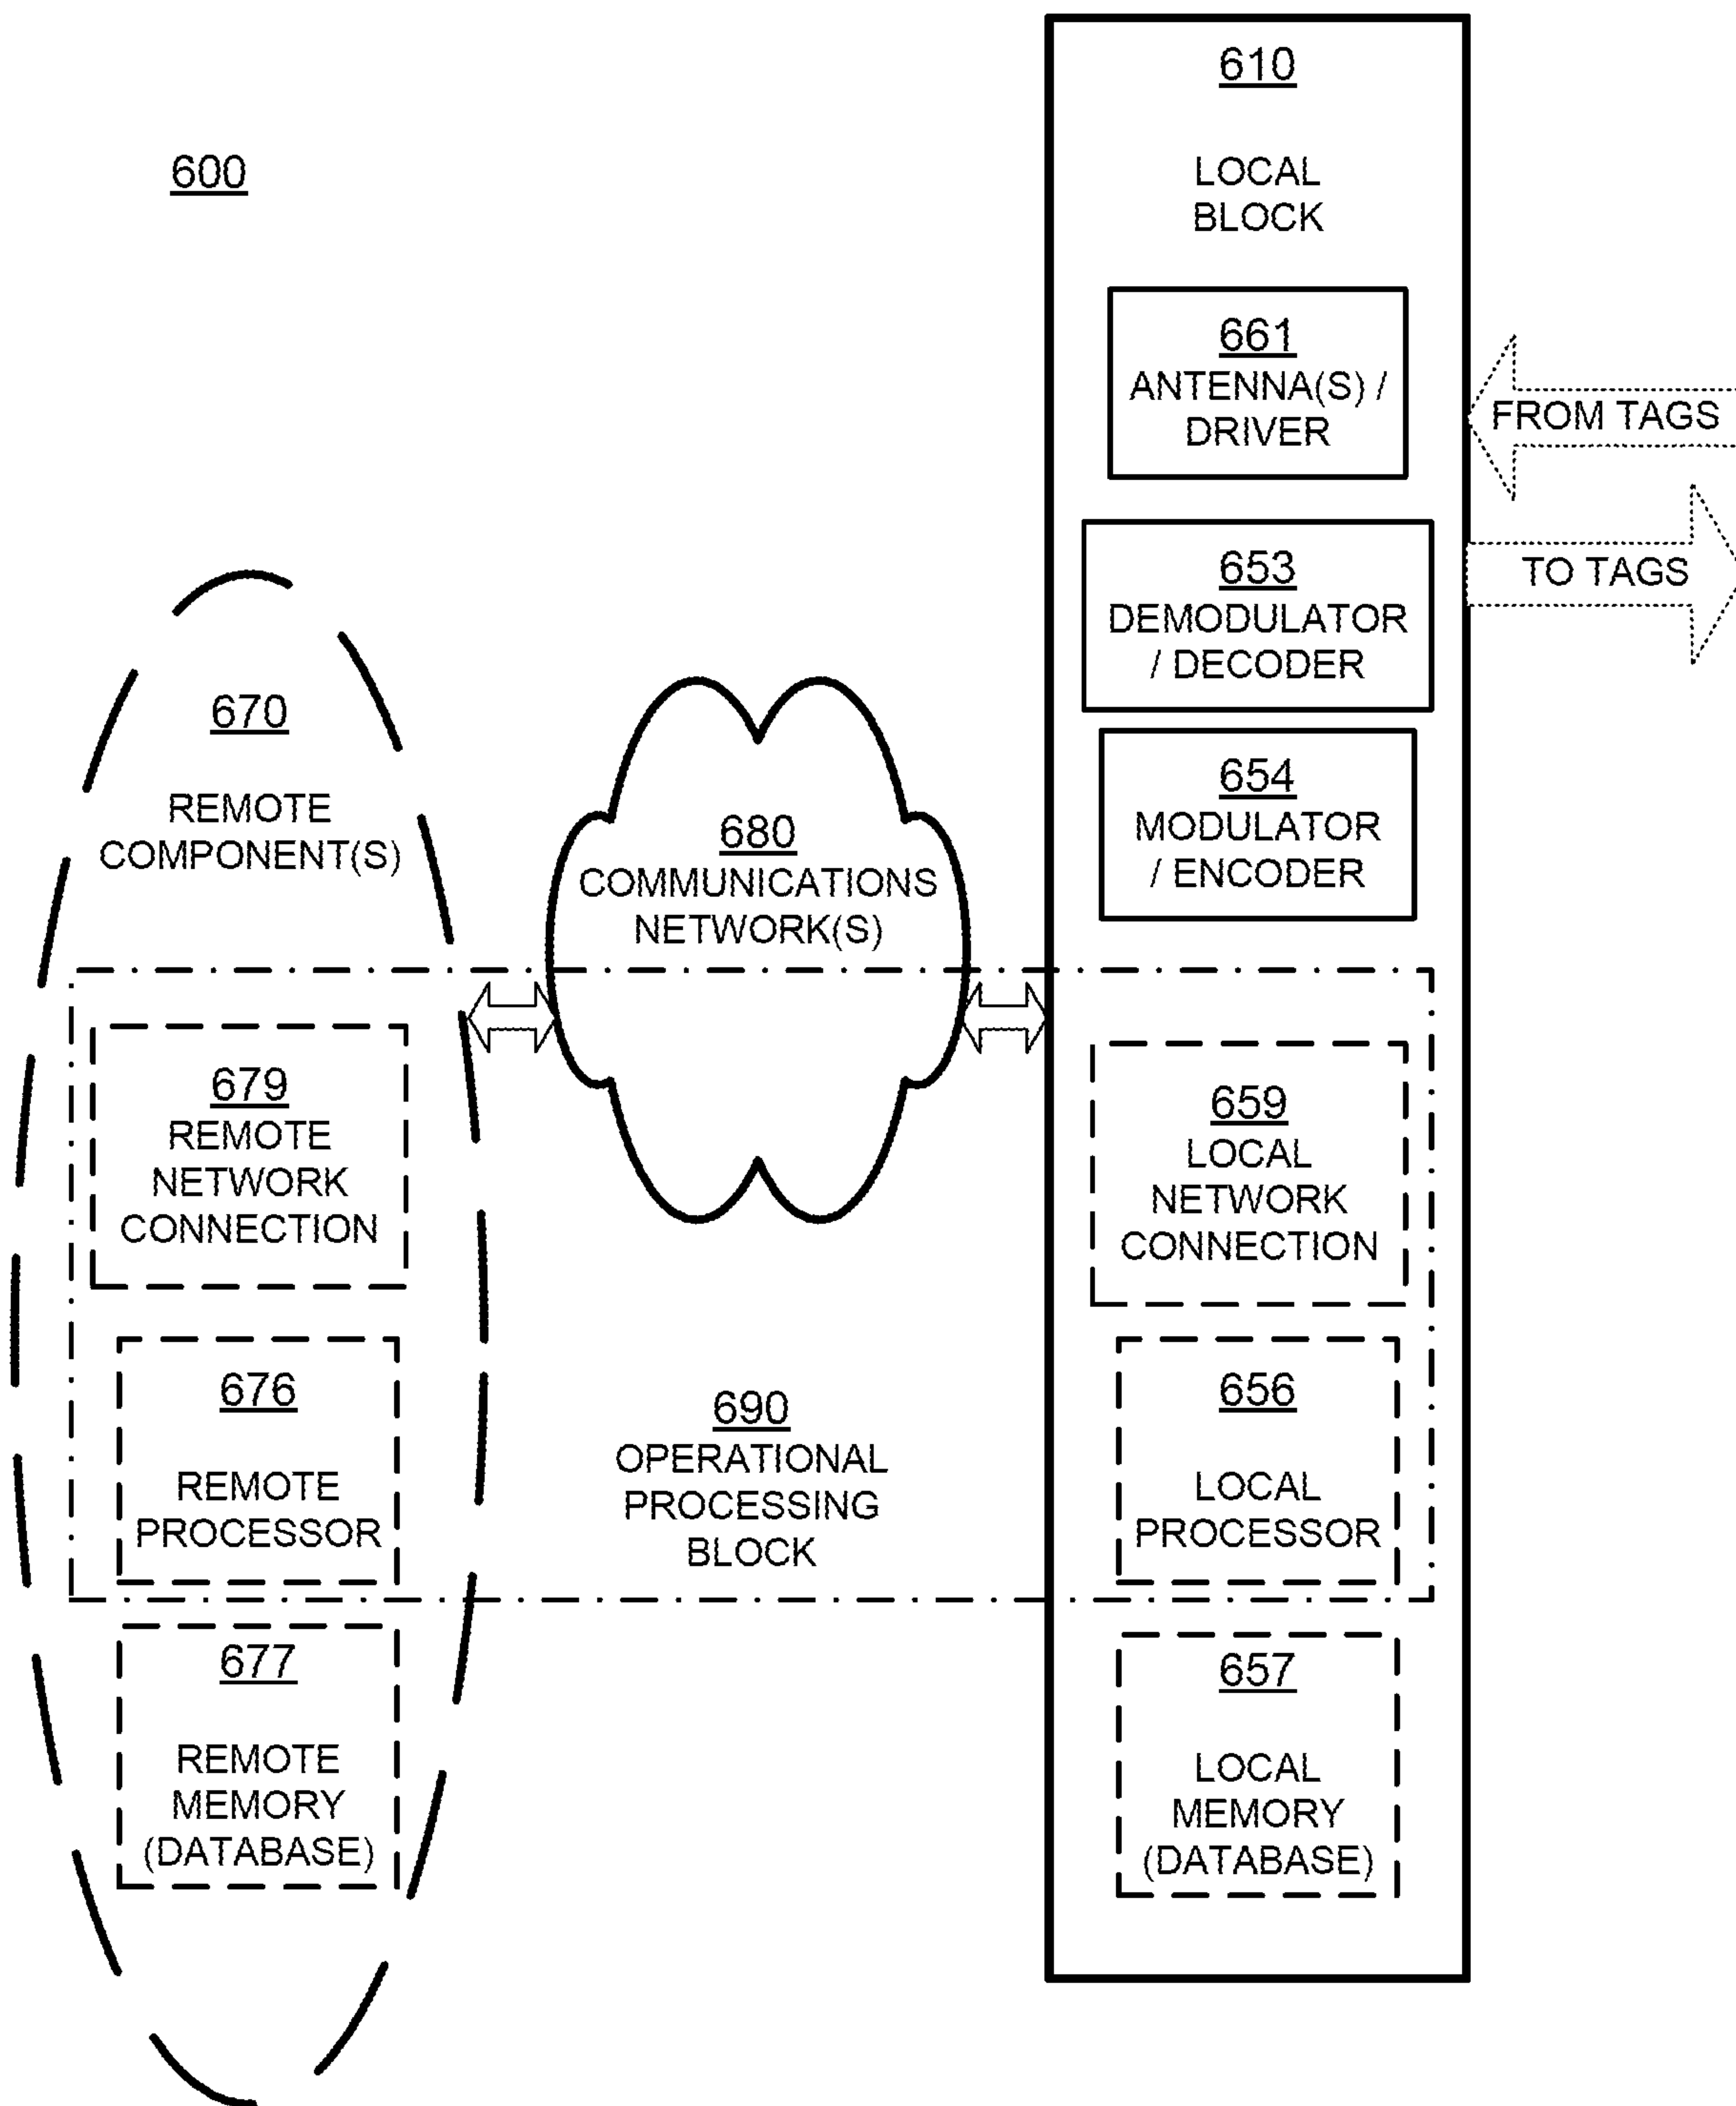 600
610
LOCAL
BLOCK
661
ANTENNA(S) /
DRIVER
FROM TAGS
653
DEMODULATOR
/ DECODER
TO TAGS
654
MODULATOR
/ ENCODER
670
REMOTE
COMPONENT(S)
680
COMMUNICATIONS
NETWORK(S)
679
REMOTE
NETWORK
CONNECTION
659
LOCAL
NETWORK
CONNECTION
676
REMOTE
PROCESSOR
690
OPERATIONAL
PROCESSING
BLOCK
656
LOCAL
PROCESSOR
677
REMOTE
MEMORY
(DATABASE)
657
LOCAL
MEMORY
(DATABASE)